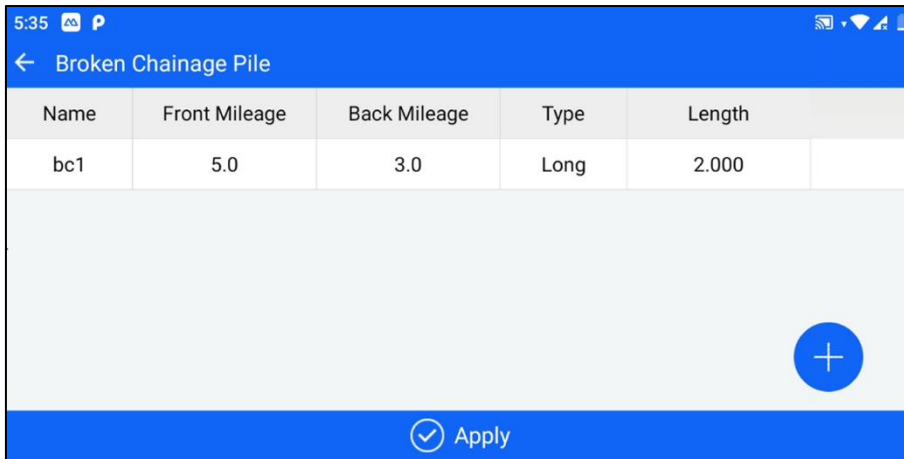 5:35
Broken Chainage Pile
Name Front Mileage Back Mileage Type Length
bc1 5.0 3.0 Long 2.000
Apply